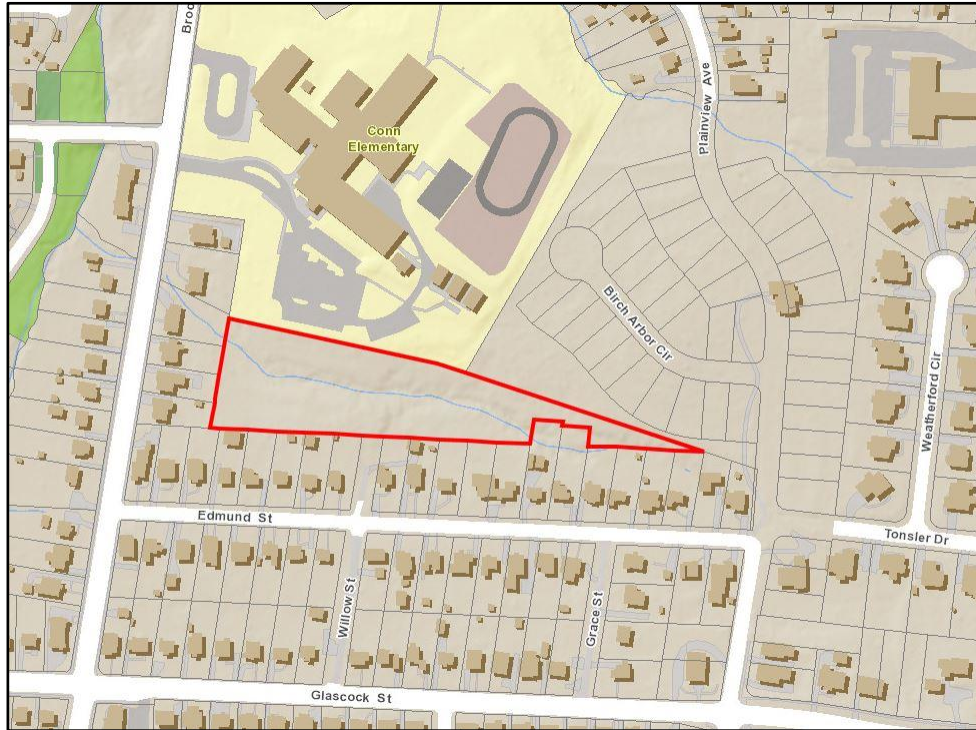 Broo
Plainview Ave
Conn
Elementary
Birch Arbor Cir
Weatherford Cir
Edmund St
Tonsler Dr
Willow St
Grace St
Glascock St